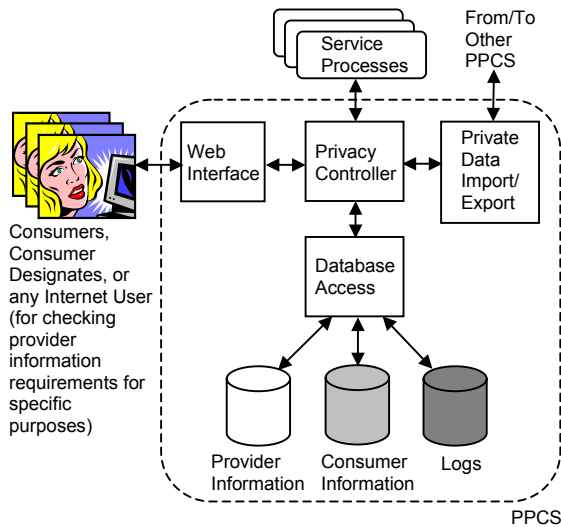 Service
Processes
From/To
Other
PPCS
Web
Interface
Privacy
Controller
Private
Data
Import/
Export
Consumers,
Consumer
Designates, or
any Internet User
(for checking
provider
information
requirements for
specific
purposes)
Database
Access
Provider
Information
Consumer
Information
Logs
PPCS